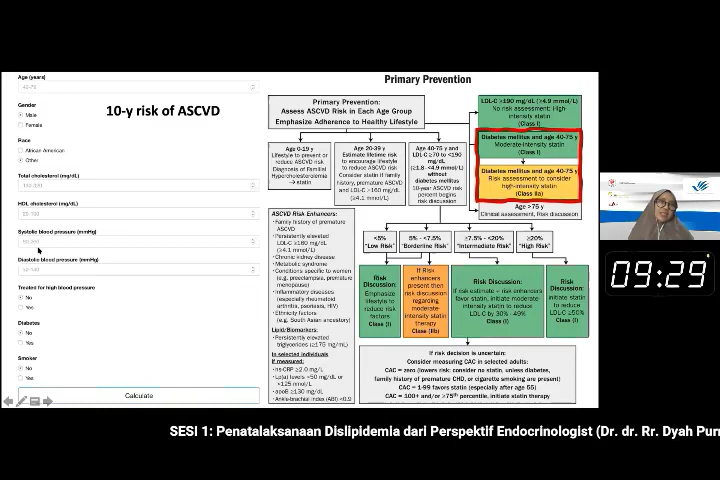 Age (years)
40-75
Gender
Male
Female
Race
African American
Other
Total cholesterol (mg/dL)
HDL cholesterol (mg/dL)
20-100
Systolic blood pressure (mmHg)
Diastolic blood pressure (mmHg)
Treated for high blood pressure
No
Yes
Diabetes
No
Yes
Smoker
No
Yes
Calculate
10-y risk of ASCVD
Primary Prevention
Primary Prevention:
Assess ASCVD Risk in Each Age Group
Emphasize Adherence to Healthy Lifestyle
Age 0-19 y
Lifestyle to prevent or
reduce ASCVD risk
Diagnosis of Familial
Hypercholesterolemia
→ statin
Age 20-39 y
Estimate lifetime risk
to encourage lifestyle
to reduce ASCVD risk
Consider statin if family
history, premature ASCVD
and LDL-C ≥160 mg/dL
(≥4.1 mmol/L)
Age 40-75 y and
LDL-C ≥70 to <190
mg/dL
(≥1.8-<4.9 mmol/L)
without
diabetes mellitus
10-year ASCVD risk
percent begins
risk discussion
LDL-C ≥190 mg/dL (≥4.9 mmol/L)
No risk assessment; High-
intensity statin
(Class I)
Diabetes mellitus and age 40-75 y
Moderate-intensity statin
(Class I)
Diabetes mellitus and age 40-75 y
Risk assessment to consider
high-intensity statin
(Class IIa)
Age >75 y
Clinical assessment, Risk discussion
ASCVD Risk Enhancers:
• Family history of premature
ASCVD
• Persistently elevated
LDL-C ≥160 mg/dL
(≥4.1 mmol/L)
• Chronic kidney disease
• Metabolic syndrome
• Conditions specific to women
(e.g. preeclampsia, premature
menopause)
• Inflammatory diseases
(especially rheumatoid
arthritis, psoriasis, HIV)
• Ethnicity factors
(e.g. South Asian ancestry)
Lipid/Biomarkers:
• Persistently elevated
triglycerides (≥175 mg/mL)
In selected individuals
if measured:
• hs-CRP ≥2.0 mg/L
• Lp(a) levels >50 mg/dL or
>125 nmol/L
• apoB ≥130 mg/dL
• Ankle-brachial index (ABI) <0.9
<5%
"Low Risk"
5% - <7.5%
"Borderline Risk"
≥7.5% - <20%
"Intermediate Risk"
≥20%
"High Risk"
Risk
Discussion:
Emphasize
lifestyle to
reduce risk
factors
(Class I)
If Risk
enhancers
present then
risk discussion
regarding
moderate-
intensity statin
therapy
(Class IIb)
Risk Discussion:
If risk estimate + risk enhancers
favor statin, initiate moderate-
intensity statin to reduce
LDL-C by 30% - 49%
(Class I)
Risk
Discussion:
Initiate statin
to reduce
LDL-C ≥50%
(Class I)
If risk decision is uncertain:
Consider measuring CAC in selected adults:
CAC = zero (lowers risk; consider no statin, unless diabetes,
family history of premature CHD, or cigarette smoking are present)
CAC = 1-99 favors statin (especially after age 55)
CAC = 100+ and/or ≥75th percentile, initiate statin therapy
09:29
SESI 1: Penatalaksanaan Dislipidemia dari Perspektif Endocrinologist (Dr. dr. Rr. Dyah Pur